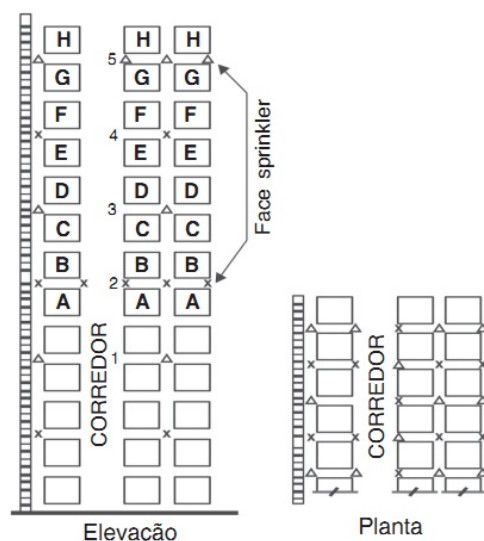 H H H
5
G G G
F F F
4
E E E
D D D
3
C C C
B B B
2
A A A
1
CORREDOR
Face sprinkler
CORREDOR
Elevacão
Planta